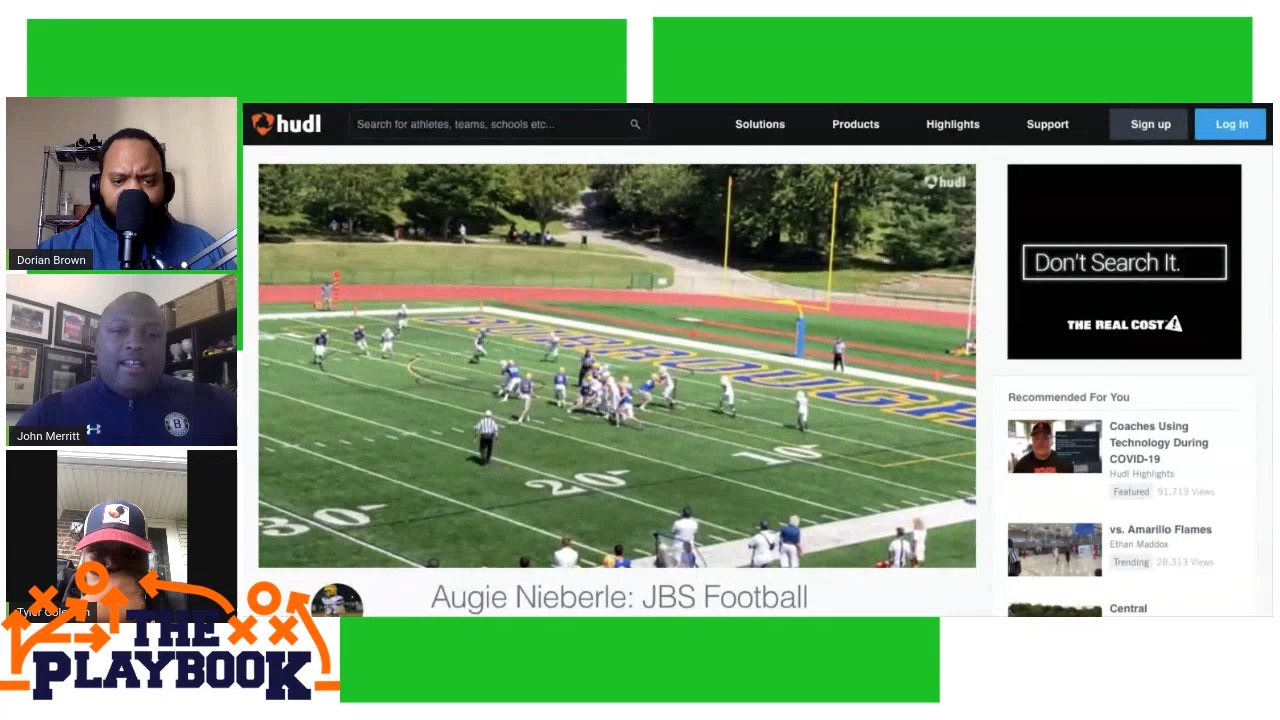 hudl
Search for athletes, teams, schools etc...
Solutions
Products
Highlights
Support
Sign up
Log In
hudl
Don't Search It.
THE REAL COST
Recommended For You
Coaches Using
Technology During
COVID-19
Hudl Highlights
Featured 91,719 Views
vs. Amarillo Flames
Ethan Maddox
Trending 28,313 Views
Central
Augie Nieberle: JBS Football
Dorian Brown
John Merritt
B
Tyler
THE
PLAYBOOK
20
10
30